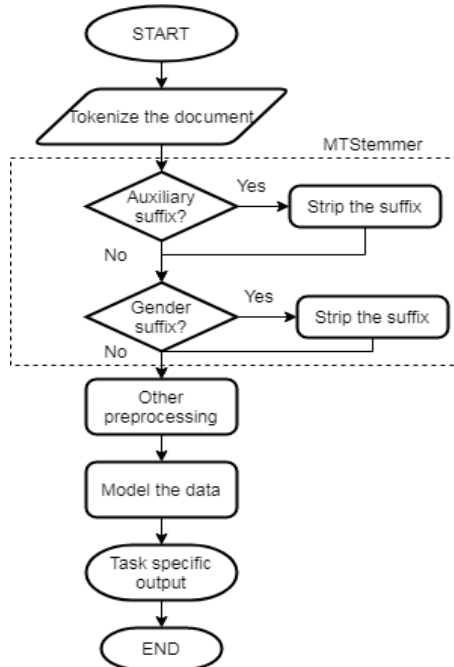 START
Tokenize the document
MTStemmer
Auxiliary
suffix?
Yes
Strip the suffix
No
Gender
suffix?
Yes
Strip the suffix
No
Other
preprocessing
Model the data
Task specific
output
END